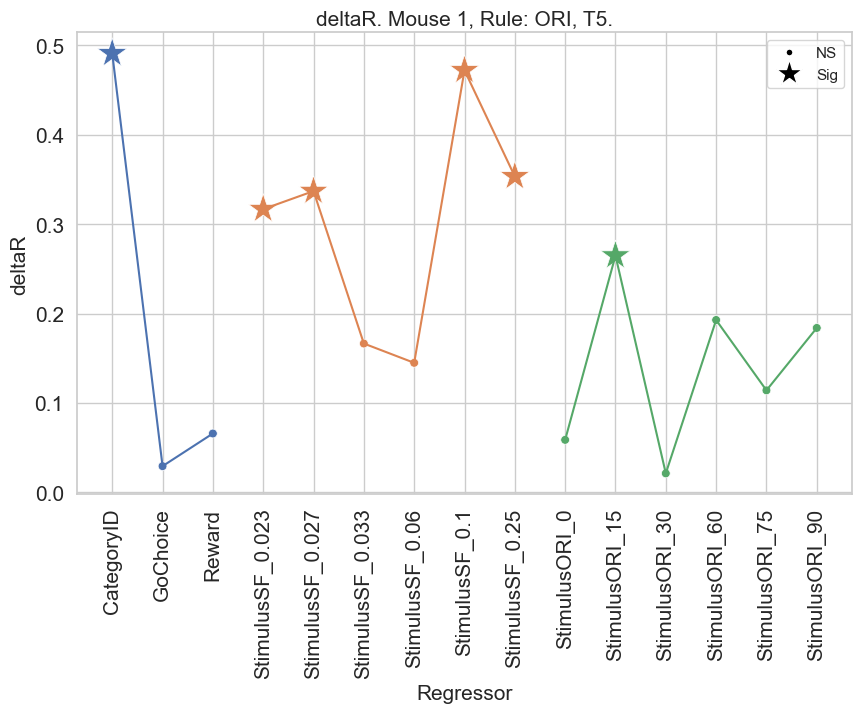 deltaR. Mouse 1, Rule: ORI, T5.
NS
Sig
0.5
0.4
0.3
0.2
0.1
0.0
deltaR
CategoryID
GoChoice
Reward
StimulusSF_0.023
StimulusSF_0.027
StimulusSF_0.033
StimulusSF_0.06
StimulusSF_0.1
StimulusSF_0.25
StimulusORI_0
StimulusORI_15
StimulusORI_30
StimulusORI_60
StimulusORI_75
StimulusORI_90
Regressor